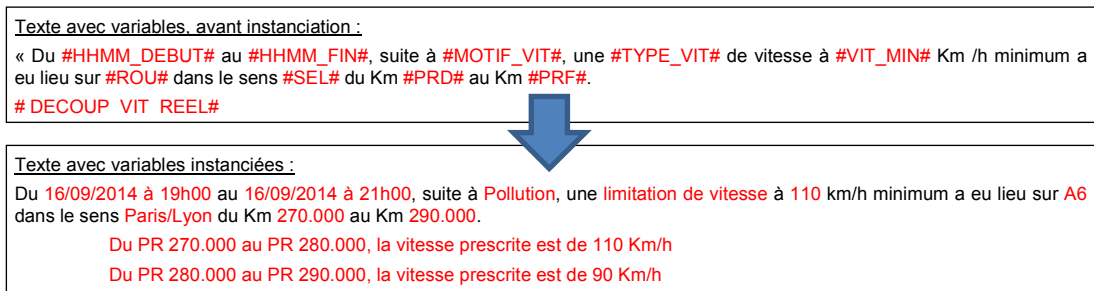 Texte avec variables, avant instanciation :
« Du #HHMM_DEBUT# au #HHMM_FIN#, suite à #MOTIF_VIT#, une #TYPE_VIT# de vitesse à #VIT_MIN# Km /h minimum a
eu lieu sur #ROU# dans le sens #SEL# du Km #PRD# au Km #PRF#.
# DECOUP_VIT_REEL#
Texte avec variables instanciées :
Du 16/09/2014 à 19h00 au 16/09/2014 à 21h00, suite à Pollution, une limitation de vitesse à 110 km/h minimum a eu lieu sur A6
dans le sens Paris/Lyon du Km 270.000 au Km 290.000.
Du PR 270.000 au PR 280.000, la vitesse prescrite est de 110 Km/h
Du PR 280.000 au PR 290.000, la vitesse prescrite est de 90 Km/h